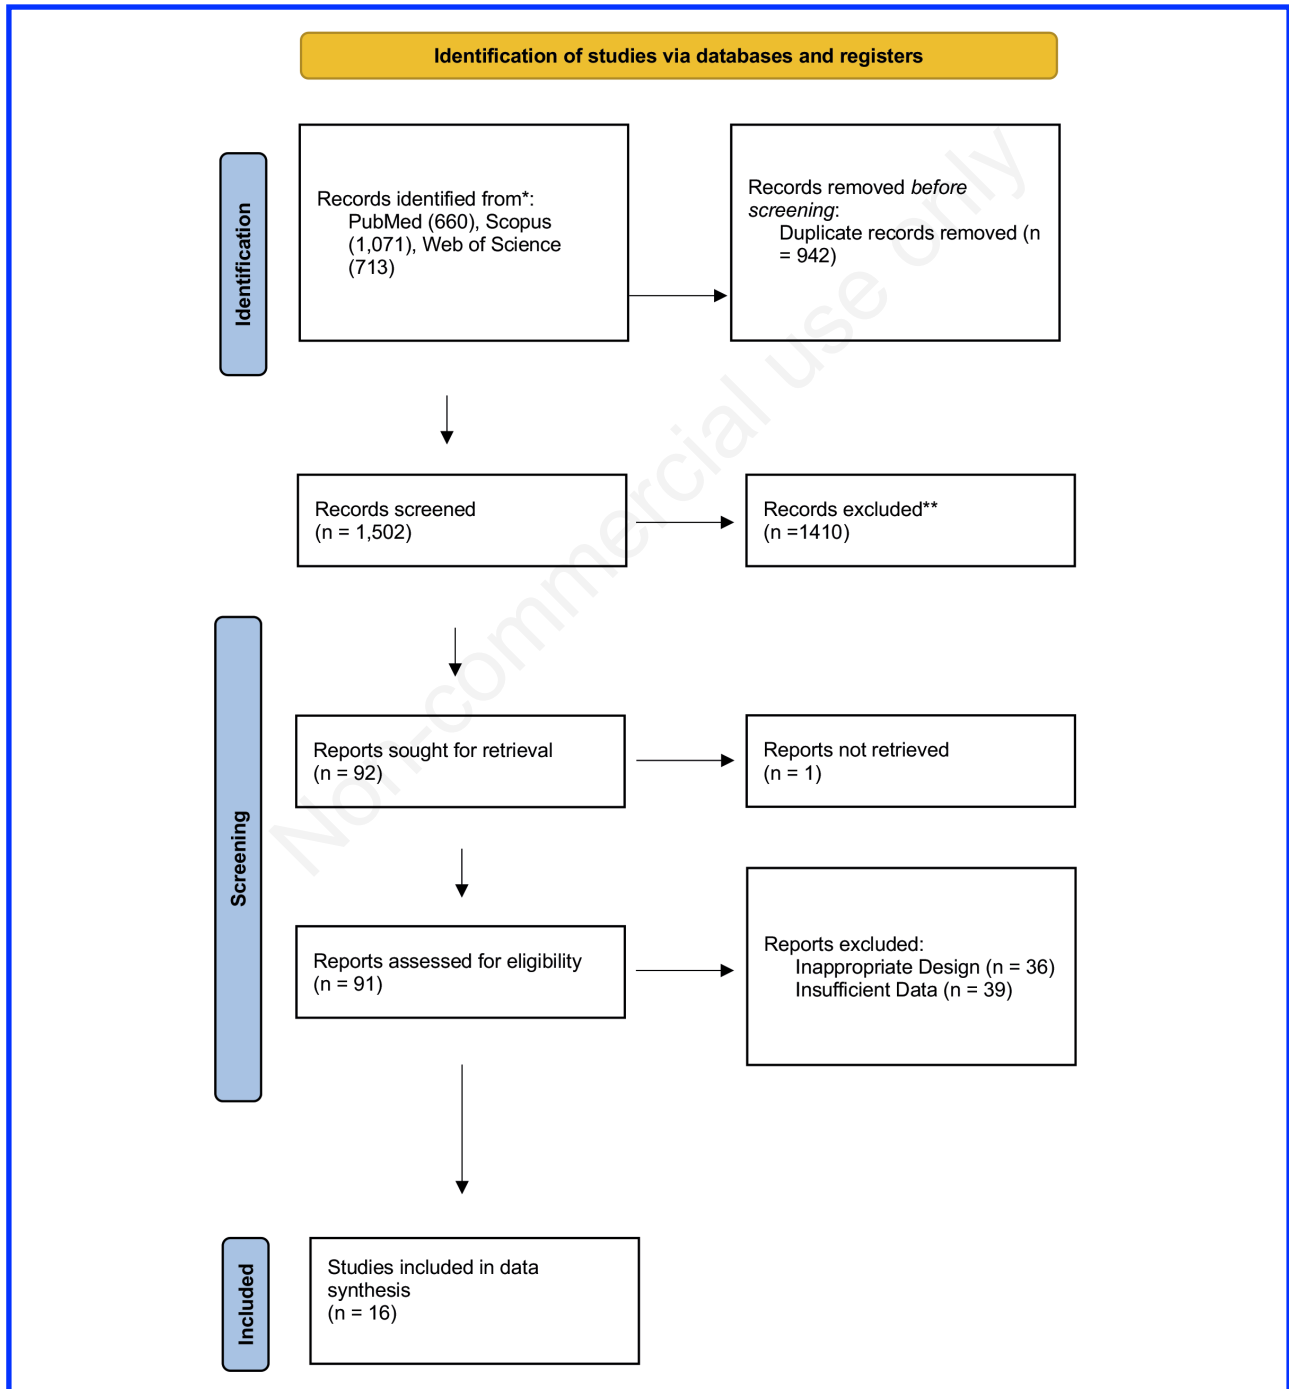 Identification of studies via databases and registers
Identification
Records identified from*:
PubMed (660), Scopus
(1,071), Web of Science
(713)
Records removed before
screening:
Duplicate records removed (n
= 942)
Records screened
(n = 1,502)
Records excluded**
(n =1410)
Screening
Reports sought for retrieval
(n = 92)
Reports not retrieved
(n = 1)
Reports assessed for eligibility
(n = 91)
Reports excluded:
Inappropriate Design (n = 36)
Insufficient Data (n = 39)
Included
Studies included in data
synthesis
(n = 16)
Non-commercial use only